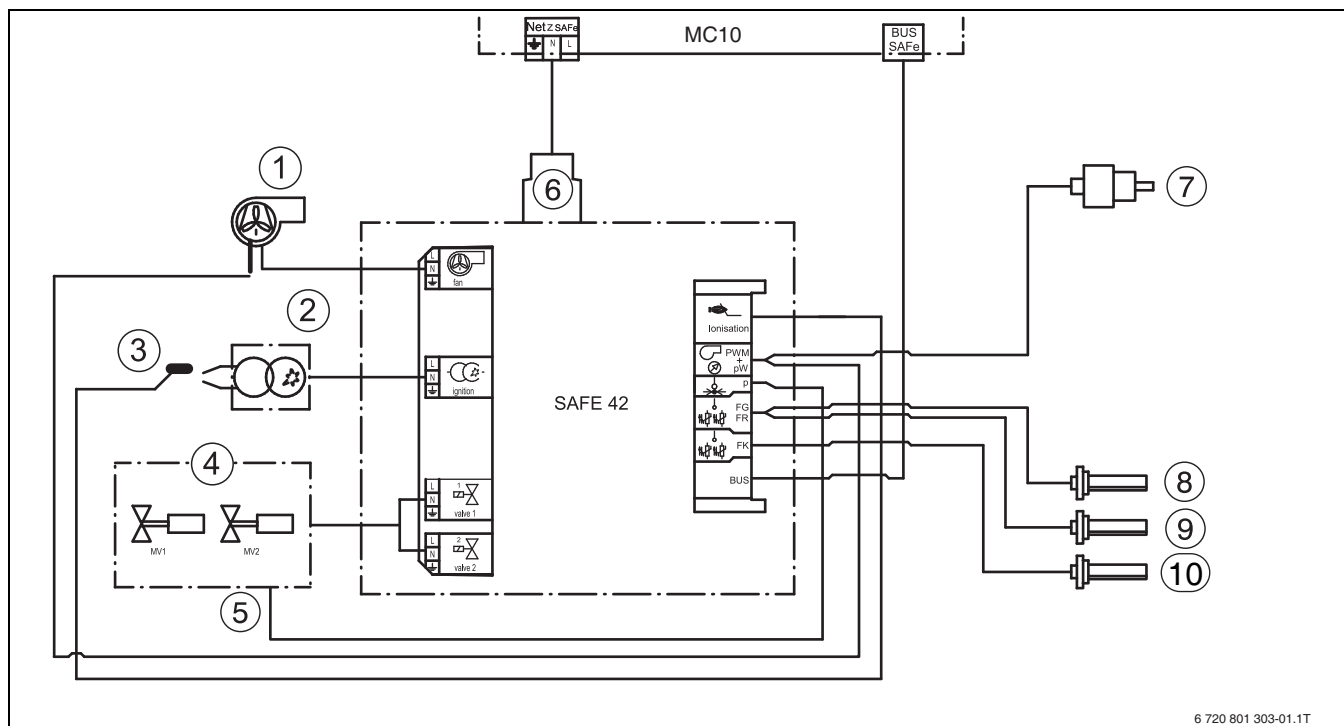 Netz SAFe
N L
MC10
BUS
SAFe
1
6
7
L
N
fan
2
3
L
N
ignition
SAFE 42
Ionisation
PWM
+
pW
p
FG
FR
FK
BUS
4
MV1
MV2
L
N
1
valve 1
L
N
2
valve 2
5
8
9
10
6 720 801 303-01.1T